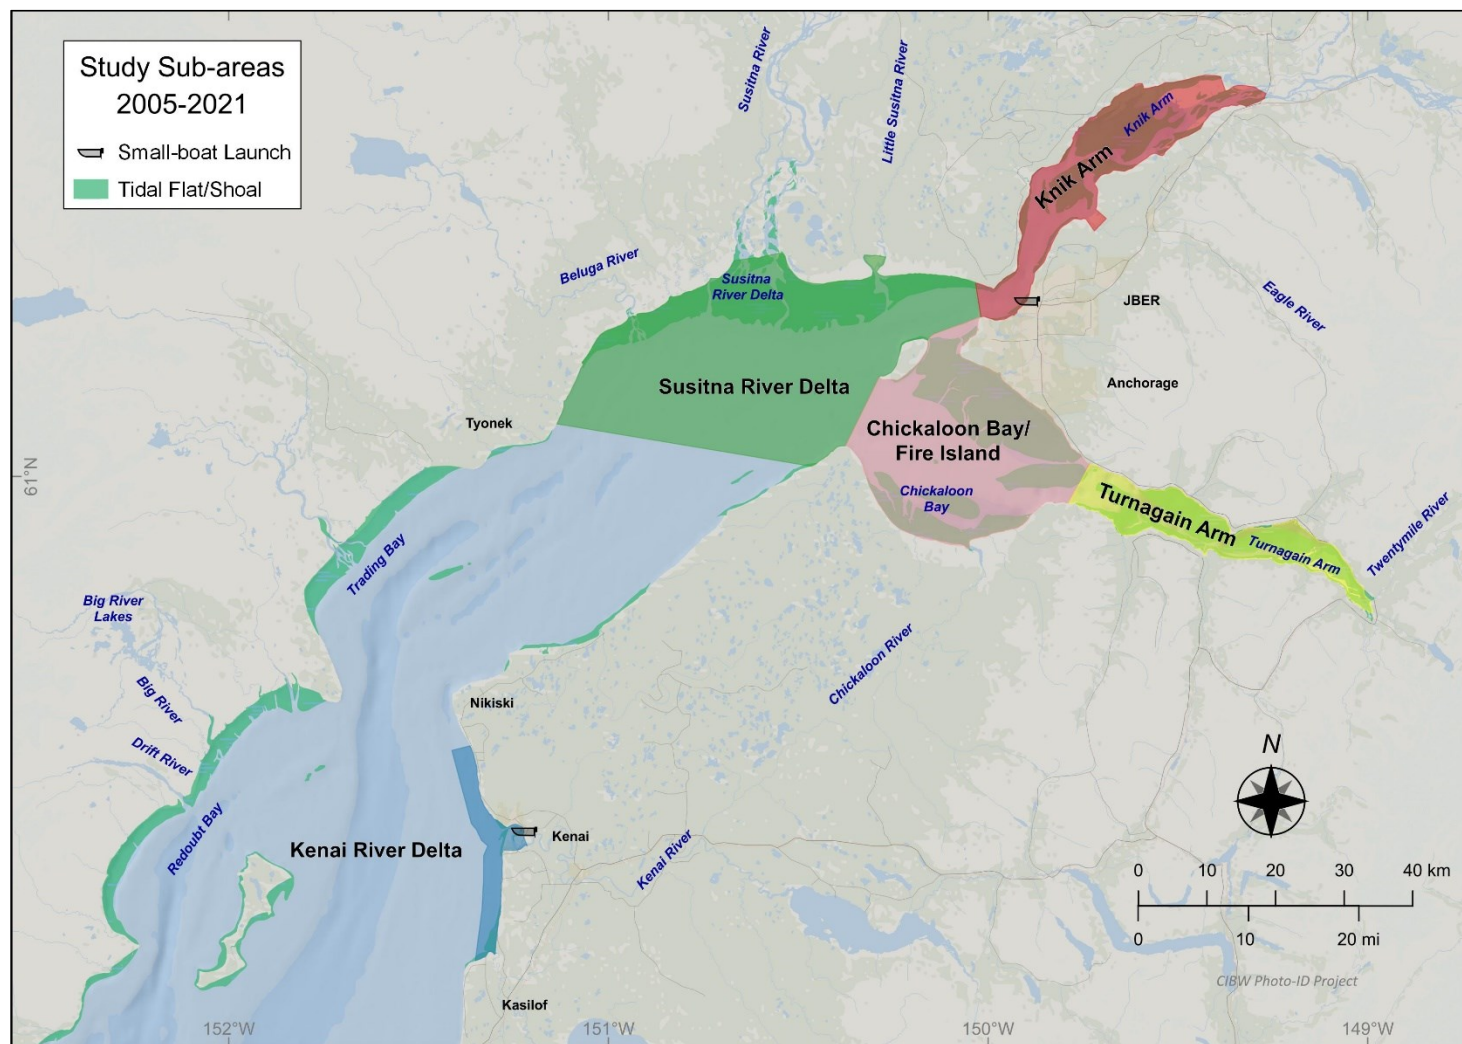 Study Sub-areas
2005-2021
Small-boat Launch
Tidal Flat/Shoal
Susitna River
Little Susitna River
Knik Arm
Knik Arm
Beluga River
Susitna
River Delta
Eagle River
JBER
Susitna River Delta
Anchorage
Tyonek
Chickaloon Bay/
Fire Island
61°N
Chickaloon
Bay
Turnagain Arm
Turnagain Arm
Twentymile River
Trading Bay
Big River
Lakes
Chickaloon River
Big River
Nikiski
Drift River
N
Redoubt Bay
Kenai River Delta
Kenai
Kenai River
0 10 20 30 40 km
0 10 20 mi
CIBW Photo-ID Project
Kasilof
152°W
151°W
150°W
149°W